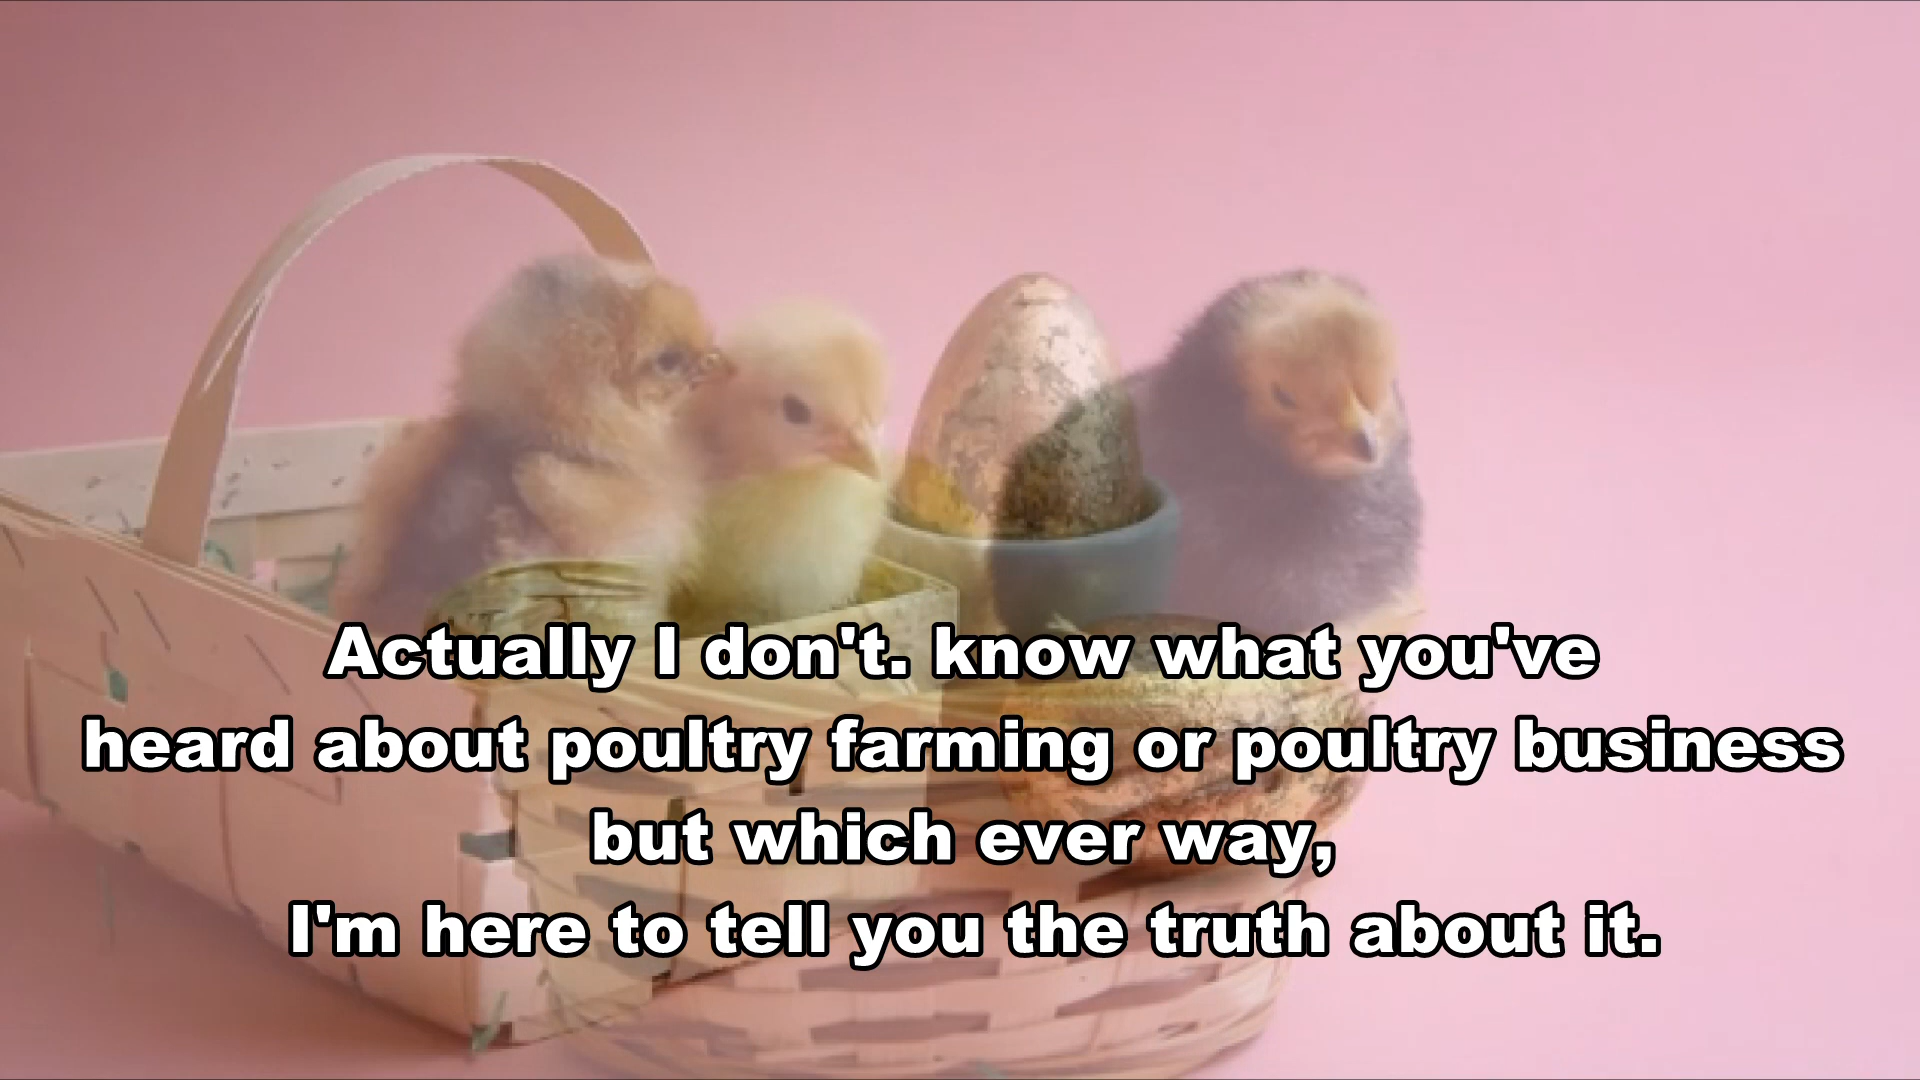 Actually I don't. know what you've
heard about poultry farming or poultry business
but which ever way,
I'm here to tell you the truth about it.